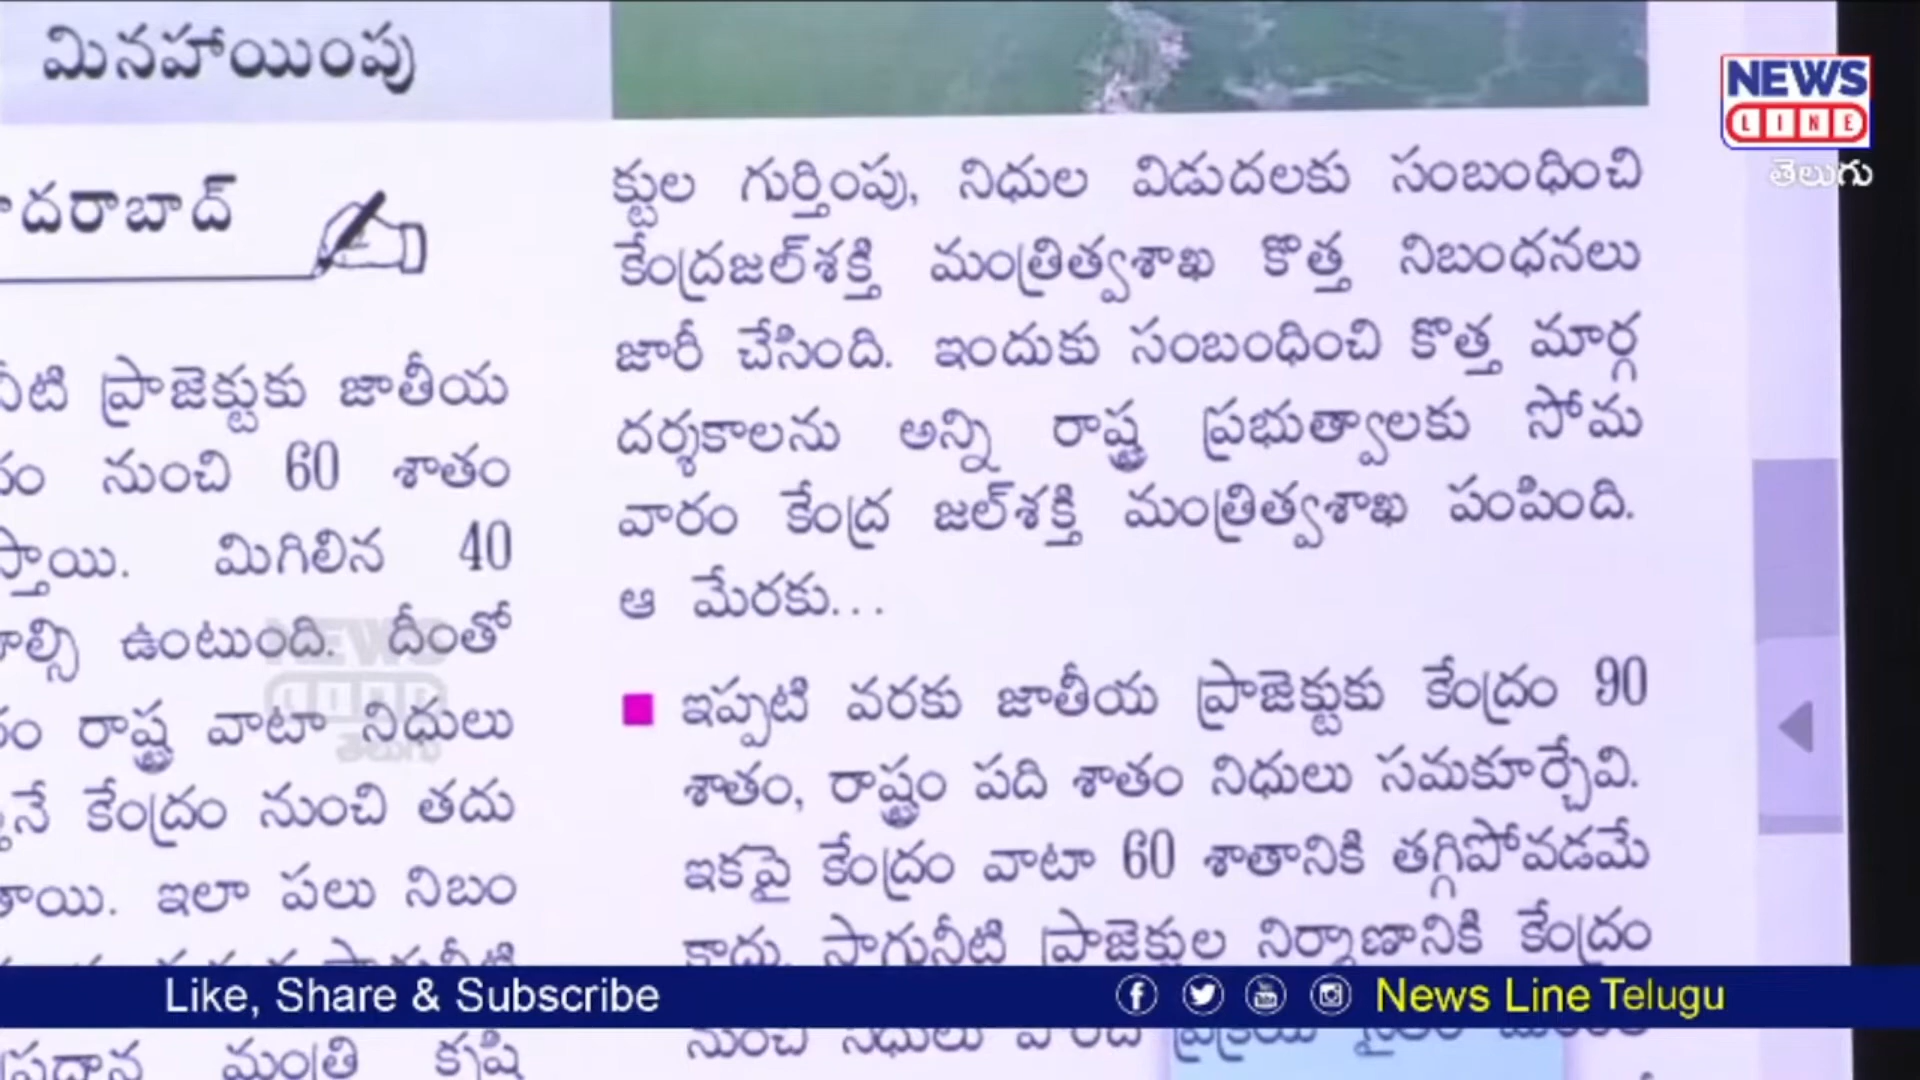 మినహాయింపు
NEWS
LINE
తెలుగు
నీటి ప్రాజెక్టుకు జాతీయ
నుంచి 60 శాతం
మిగిలిన 40
ఉంటుంది. దీంతో
రాష్ట్ర వాటా నిధులు
కేంద్రం నుంచి తదు
ఇలా పలు నిబం
మంత్రి కృషి
క్టుల గుర్తింపు, నిధుల విడుదలకు సంబంధించి
కేంద్రజల్‌శక్తి మంత్రిత్వశాఖ కొత్త నిబంధనలు
జారీ చేసింది. ఇందుకు సంబంధించి కొత్త మార్గ
దర్శకాలను అన్ని రాష్ట్ర ప్రభుత్వాలకు సోమ
వారం కేంద్ర జల్‌శక్తి మంత్రిత్వశాఖ పంపింది.
ఆ మేరకు...
ఇప్పటి వరకు జాతీయ ప్రాజెక్టుకు కేంద్రం 90
శాతం, రాష్ట్రం పది శాతం నిధులు సమకూర్చేవి.
ఇకపై కేంద్రం వాటా 60 శాతానికి తగ్గిపోవడమే
కాదు, సాగునీటి ప్రాజెక్టుల నిర్మాణానికి కేంద్రం
నుంచి నిధులు
Like, Share & Subscribe
News Line Telugu